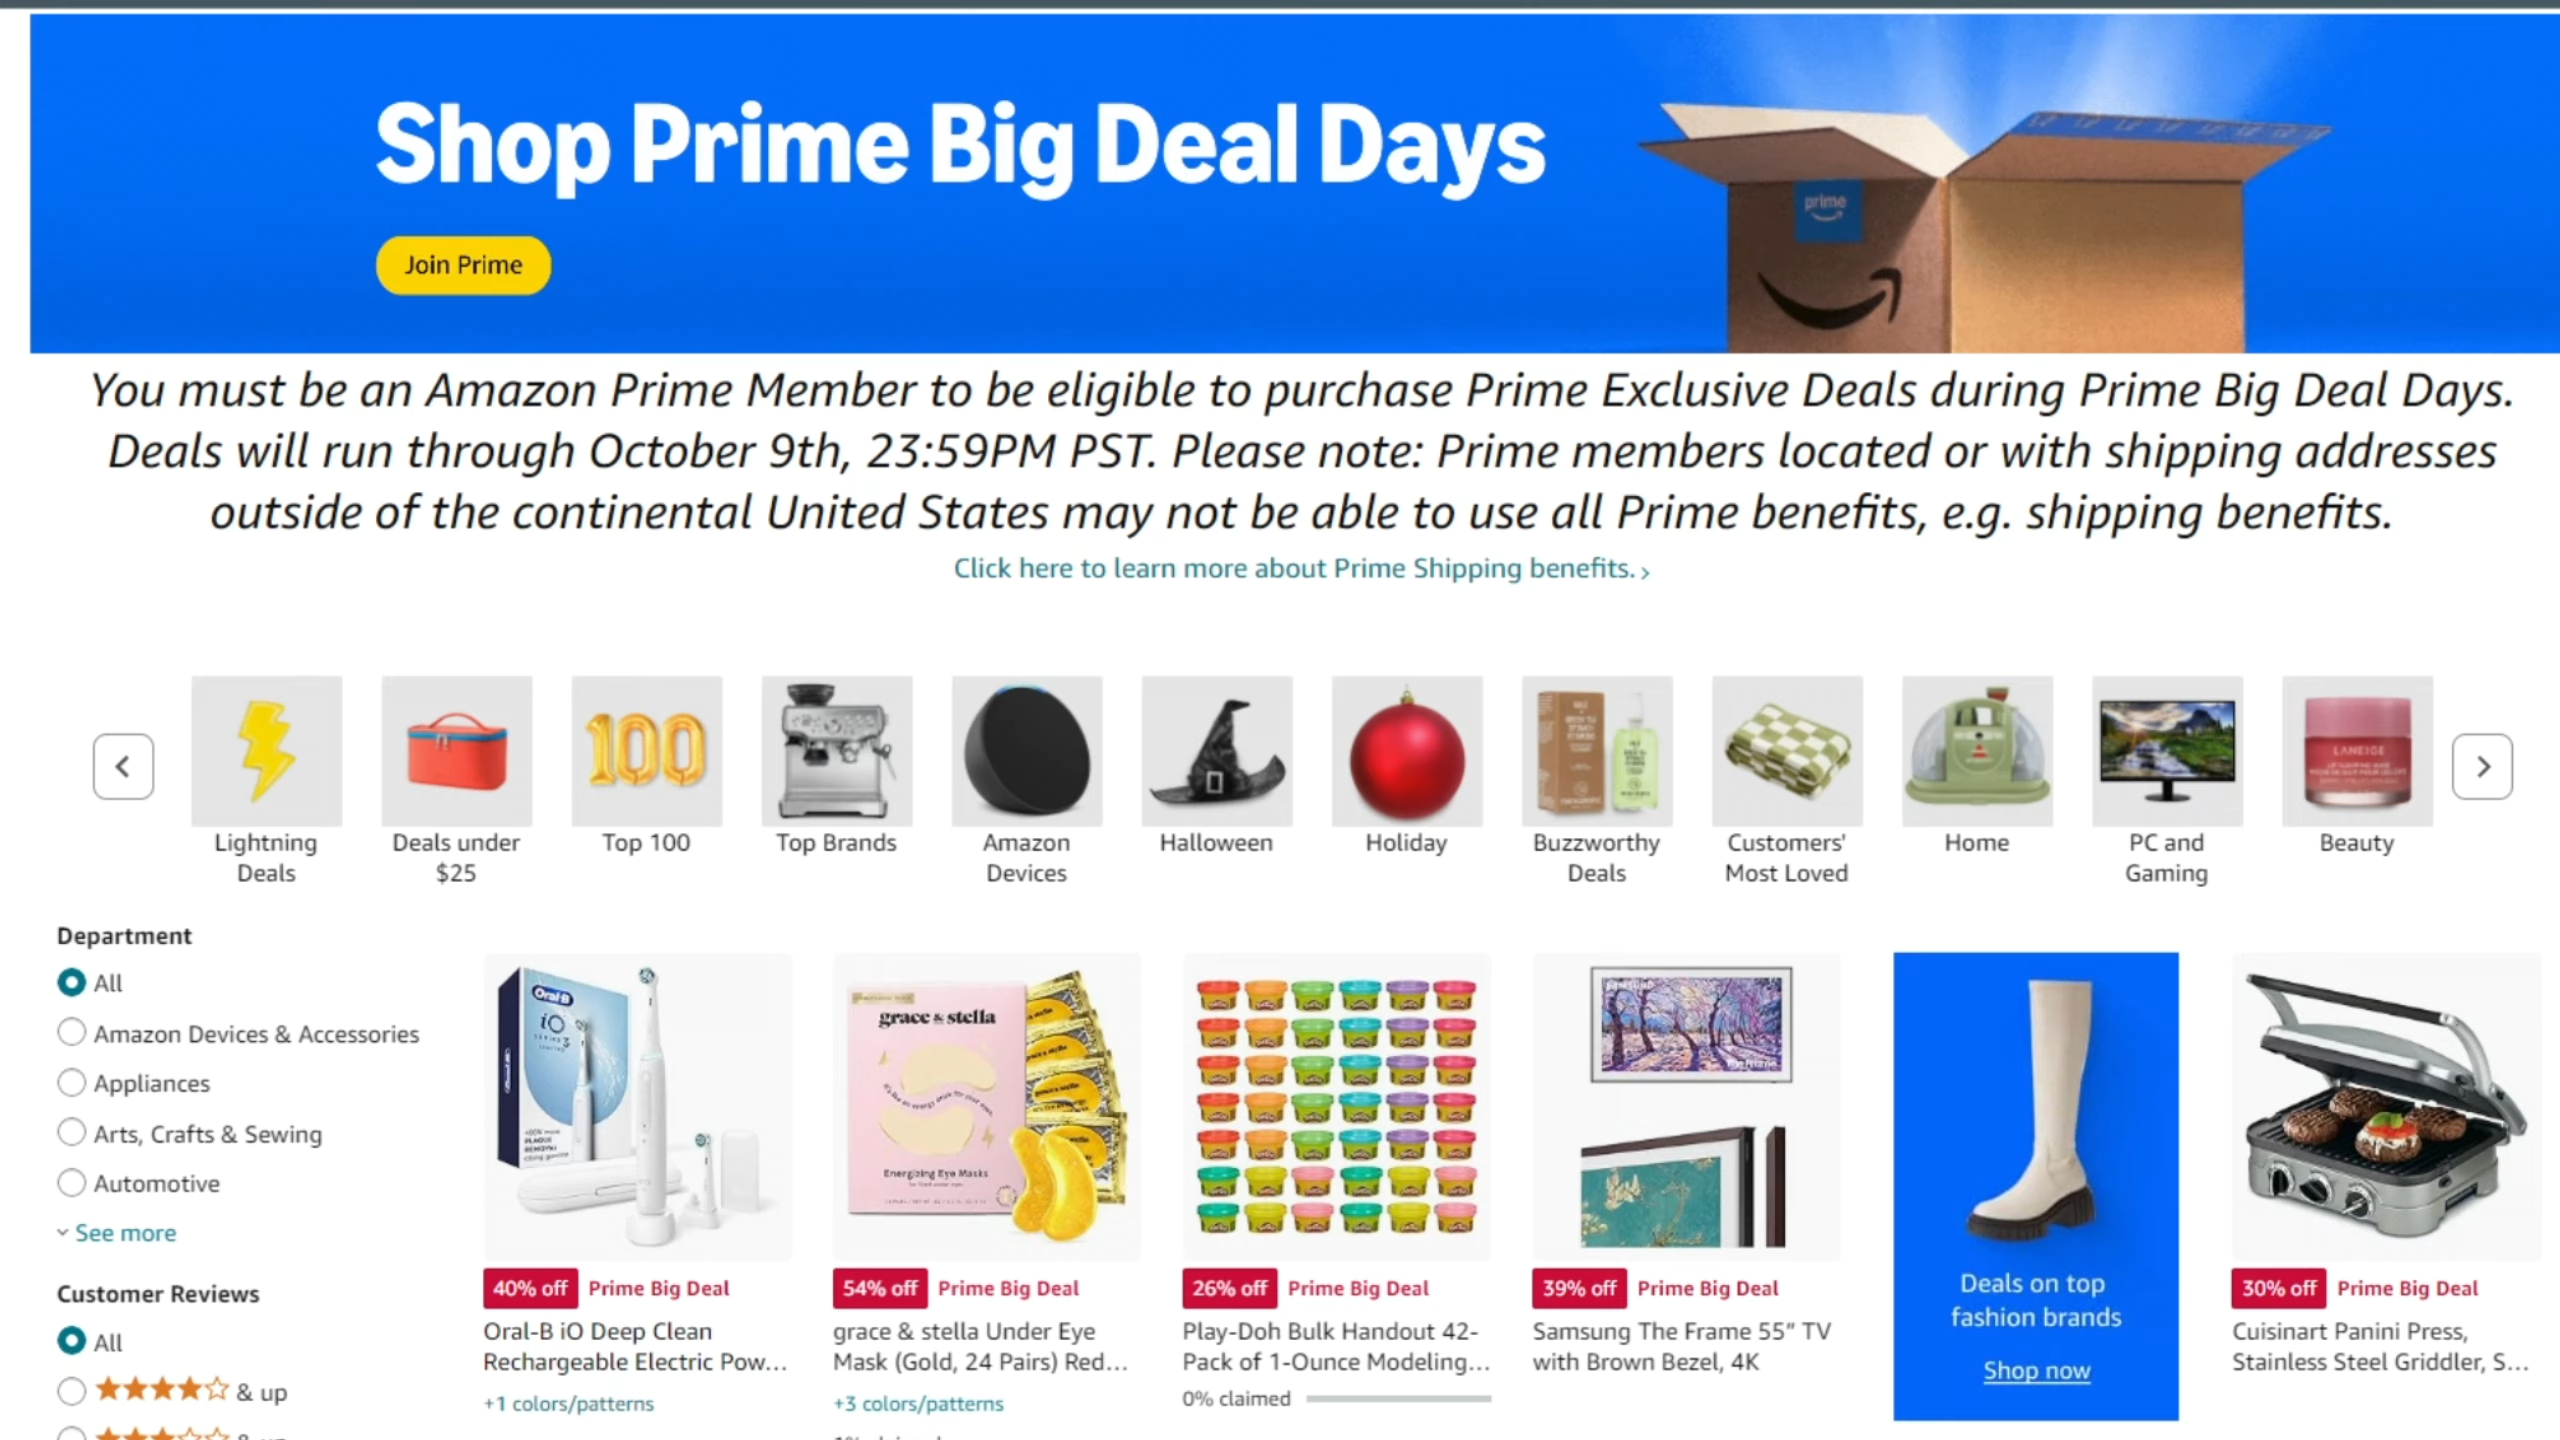 Shop Prime Big Deal Days
prime
Join Prime
You must be an Amazon Prime Member to be eligible to purchase Prime Exclusive Deals during Prime Big Deal Days.
Deals will run through October 9th, 23:59PM PST. Please note: Prime members located or with shipping addresses
outside of the continental United States may not be able to use all Prime benefits, e.g. shipping benefits.
Click here to learn more about Prime Shipping benefits. ›
100
LANEIGE
Lightning
Deals
Deals under
$25
Top 100
Top Brands
Amazon
Devices
Halloween
Holiday
Buzzworthy
Deals
Customers'
Most Loved
Home
PC and
Gaming
Beauty
Department
All
Amazon Devices & Accessories
Appliances
Arts, Crafts & Sewing
Automotive
See more
Customer Reviews
All
& up
Oral-B
iO
grace & stella
Energizing Eye Masks
40% off Prime Big Deal
Oral-B iO Deep Clean
Rechargeable Electric Pow...
+1 colors/patterns
54% off Prime Big Deal
grace & stella Under Eye
Mask (Gold, 24 Pairs) Red...
+3 colors/patterns
26% off Prime Big Deal
Play-Doh Bulk Handout 42-
Pack of 1-Ounce Modeling...
0% claimed
39% off Prime Big Deal
Samsung The Frame 55" TV
with Brown Bezel, 4K
Deals on top
fashion brands
Shop now
30% off Prime Big Deal
Cuisinart Panini Press,
Stainless Steel Griddler, S...